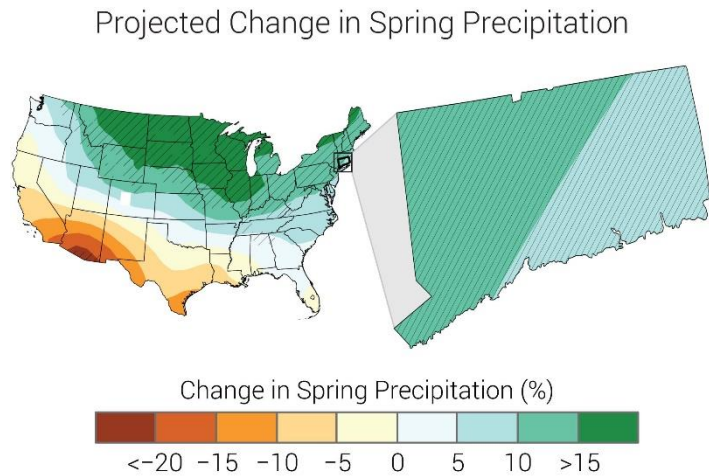 Projected Change in Spring Precipitation
Change in Spring Precipitation (%)
<−20 −15 −10 −5 0 5 10 >15